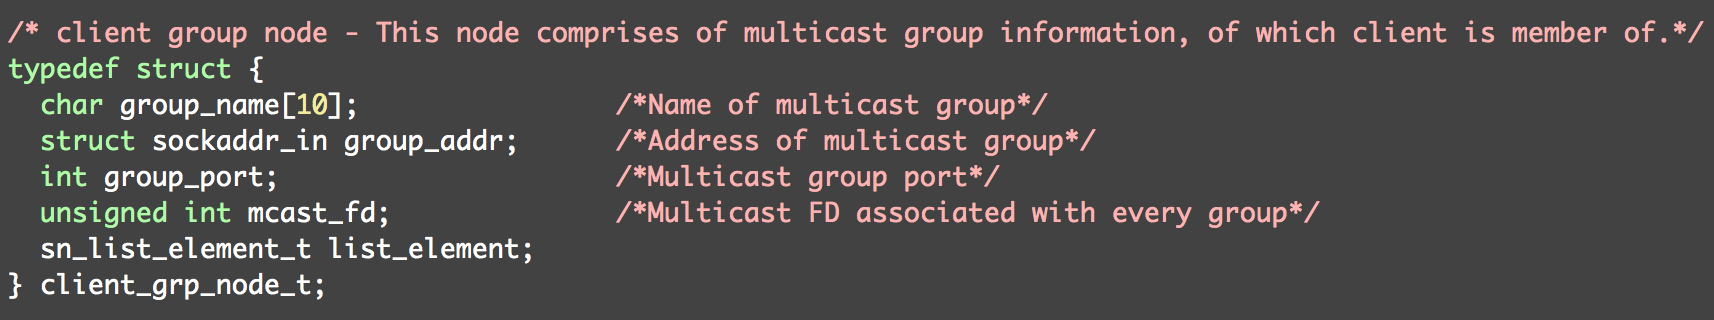 /* client group node - This node comprises of multicast group information, of which client is member of.*/
typedef struct {
  char group_name[10];                /*Name of multicast group*/
  struct sockaddr_in group_addr;      /*Address of multicast group*/
  int group_port;                     /*Multicast group port*/
  unsigned int mcast_fd;              /*Multicast FD associated with every group*/
  sn_list_element_t list_element;
} client_grp_node_t;